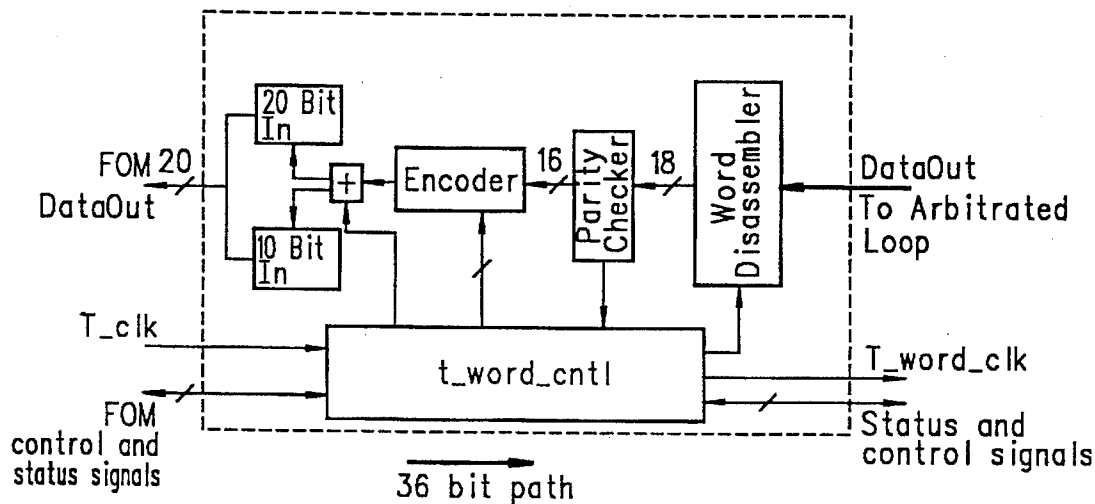 20 Bit
In
FOM 20
DataOut
10 Bit
In
+
Encoder
16
Parity
Checker
18
Word
Disassembler
DataOut
To Arbitrated
Loop
T_clk
t_word_cntl
T_word_clk
FOM
control and
status signals
Status and
control signals
36 bit path